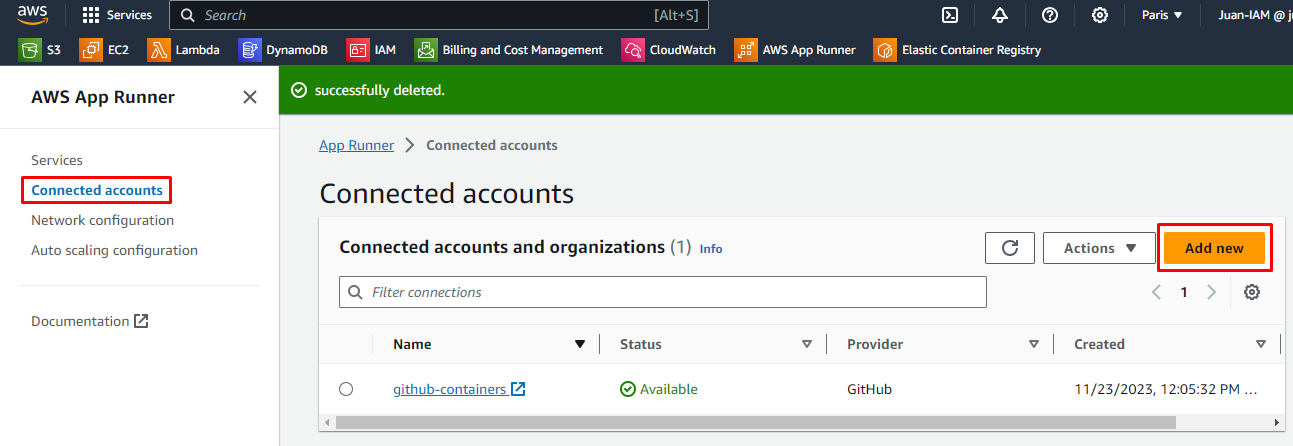 aws Services Search [Alt+S] Paris Juan-IAM @ j
S3 EC2 Lambda DynamoDB IAM Billing and Cost Management CloudWatch AWS App Runner Elastic Container Registry
AWS App Runner
successfully deleted.
Services
Connected accounts
Network configuration
Auto scaling configuration
Documentation
App Runner Connected accounts
Connected accounts
Connected accounts and organizations (1) Info Actions Add new
Filter connections 1
Name Status Provider Created
github-containers Available GitHub 11/23/2023, 12:05:32 PM ...